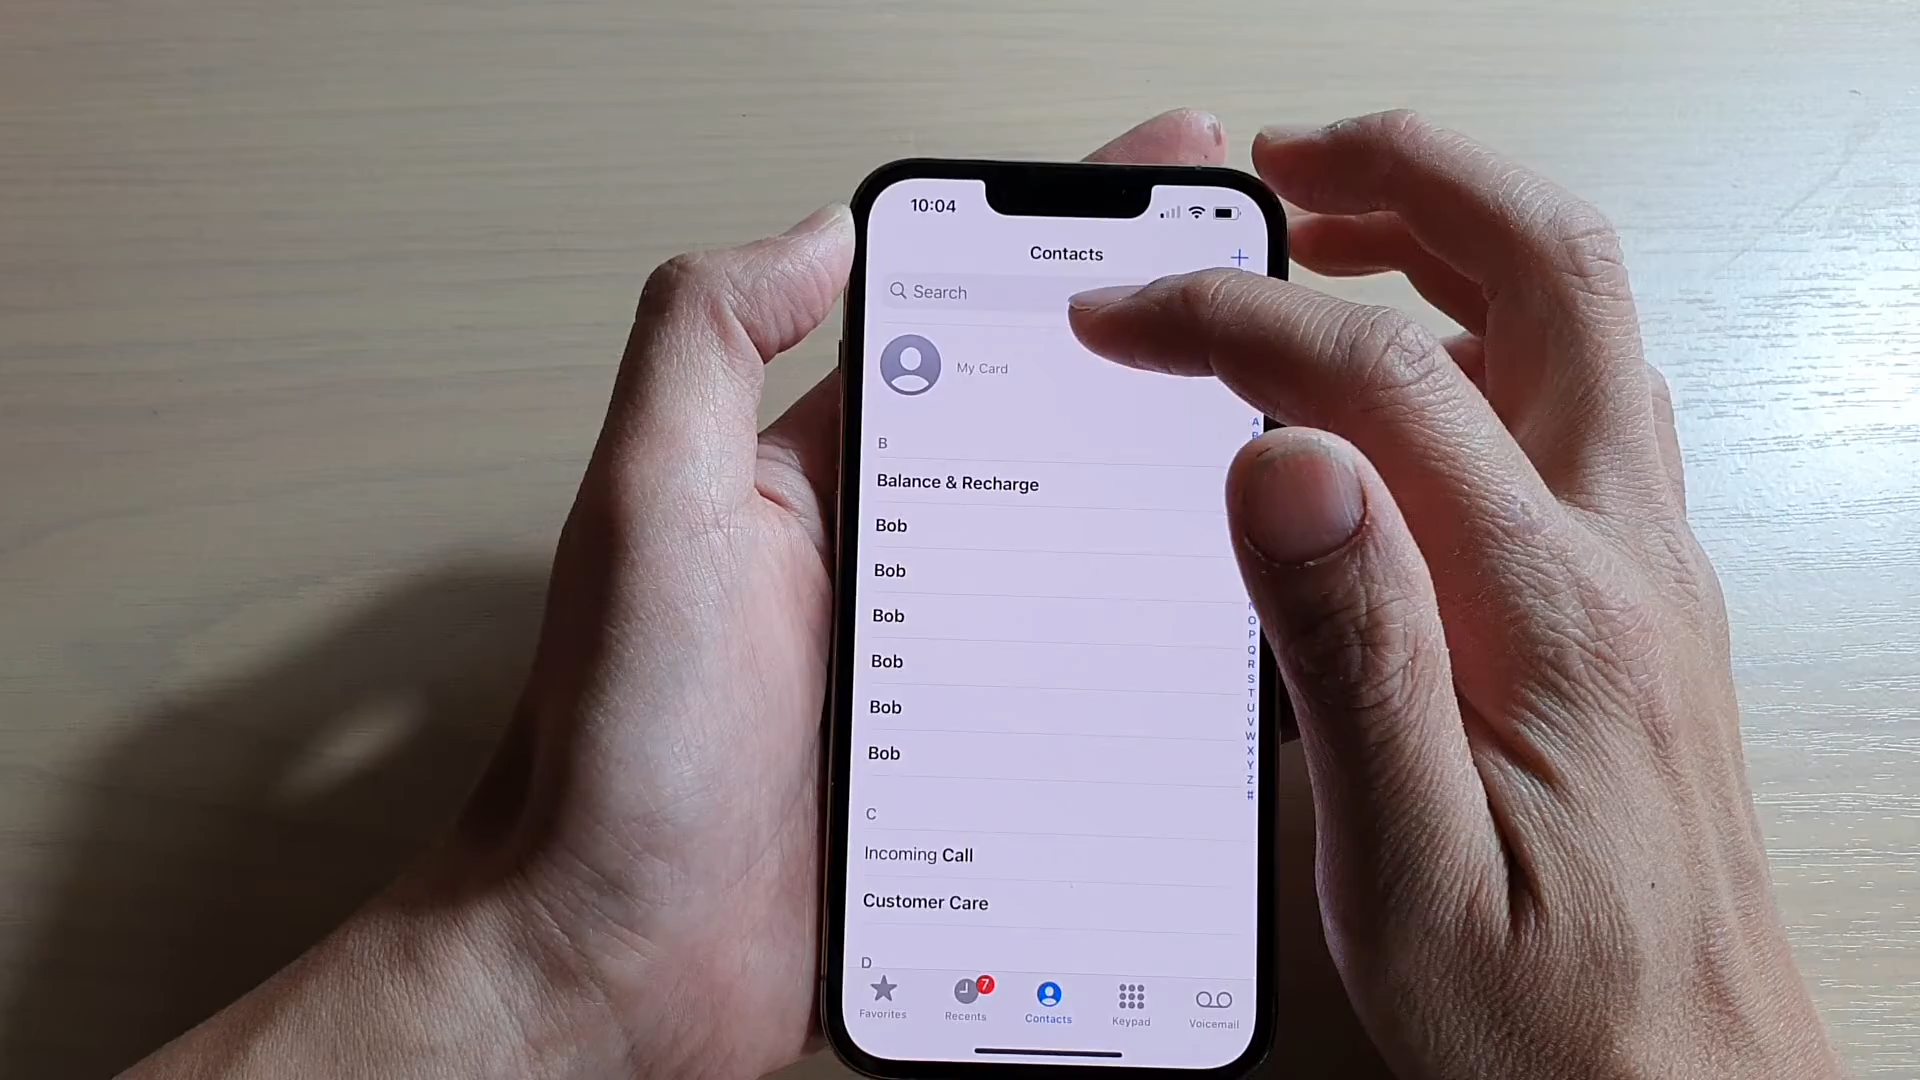 10:04
Contacts
+
Search
My Card
A
B
B
Balance & Recharge
Bob
Bob
Bob
Bob
Bob
Bob
O
P
Q
R
S
T
U
V
W
X
Y
Z
#
C
Incoming Call
Customer Care
D
7
Favorites
Recents
Contacts
Keypad
Voicemail